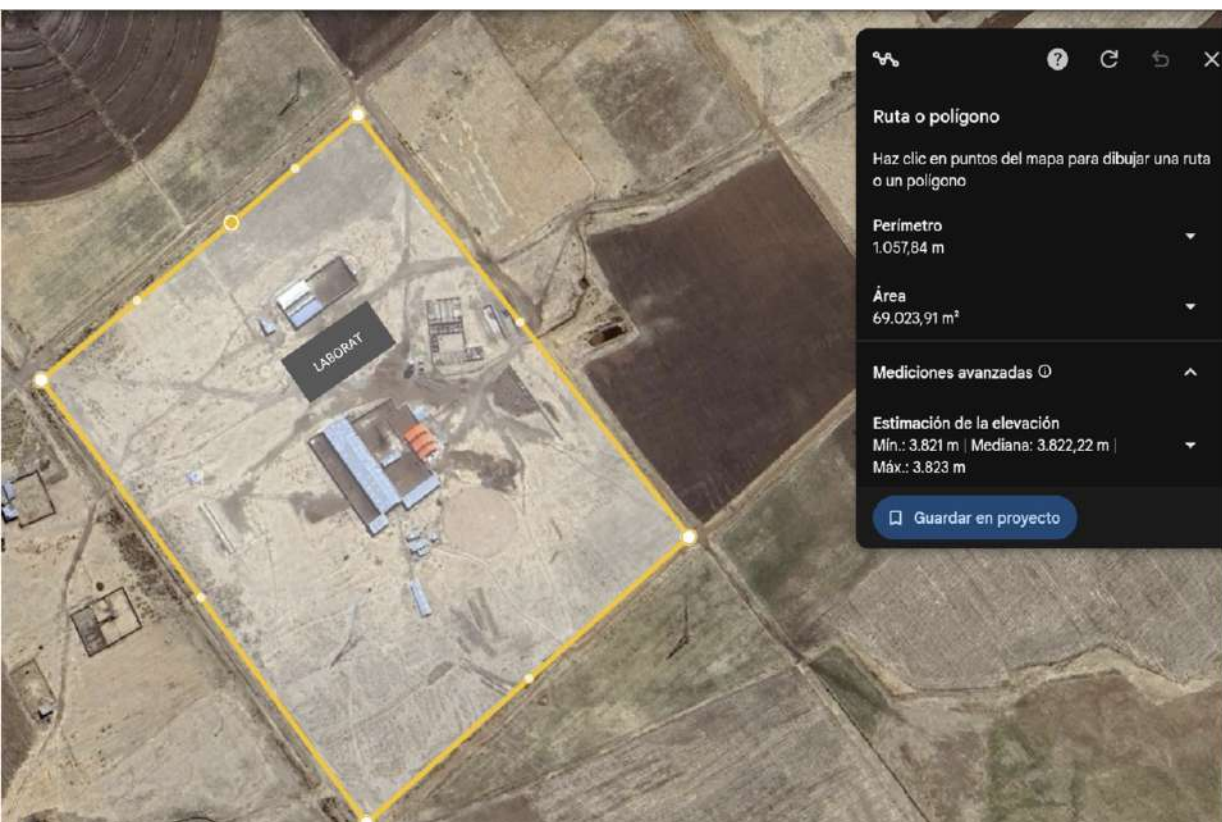 LABORAT
Ruta o polígono
Haz clic en puntos del mapa para dibujar una ruta
o un polígono
Perímetro
1.057,84 m
Área
69.023,91 m²
Mediciones avanzadas
Estimación de la elevación
Mín.: 3.821 m | Mediana: 3.822,22 m |
Máx.: 3.823 m
Guardar en proyecto